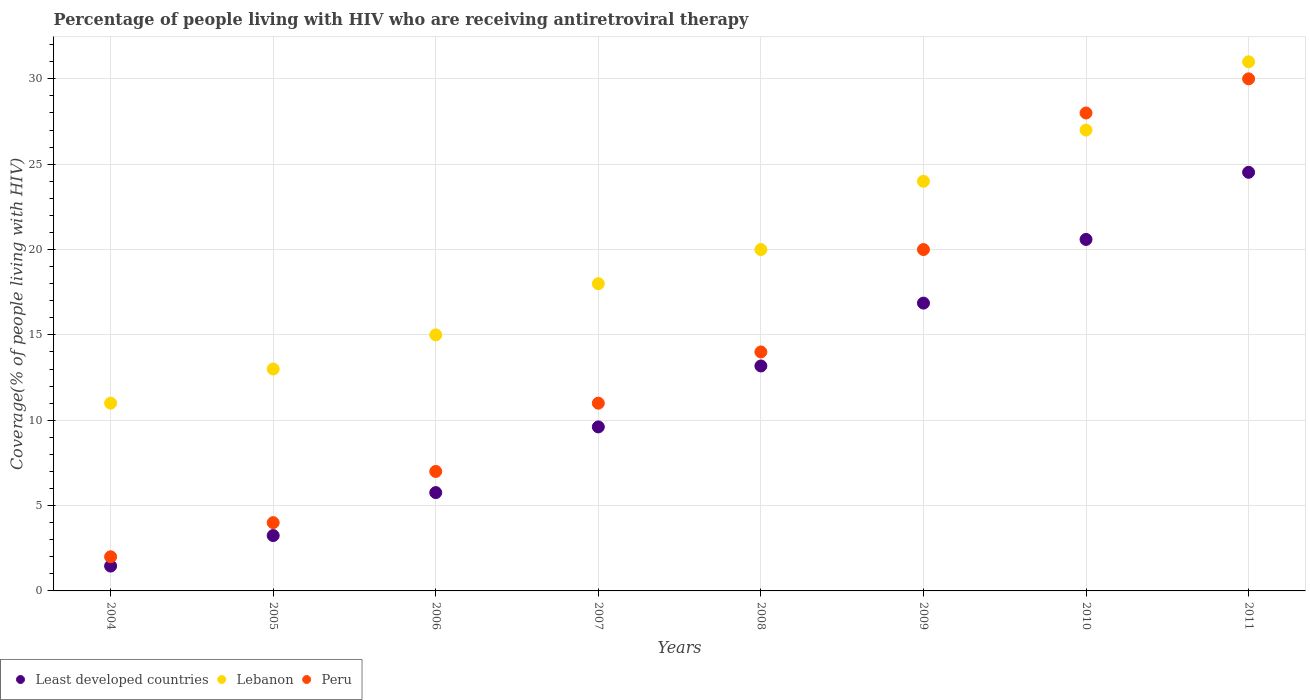 Percentage of people living with HIV who are receiving antiretroviral therapy
Coverage(% of people living with HIV)
30
25
20
15
10
5
0
2004
2005
2006
2007
2008
2009
2010
2011
Years
Least developed countries
Lebanon
Peru